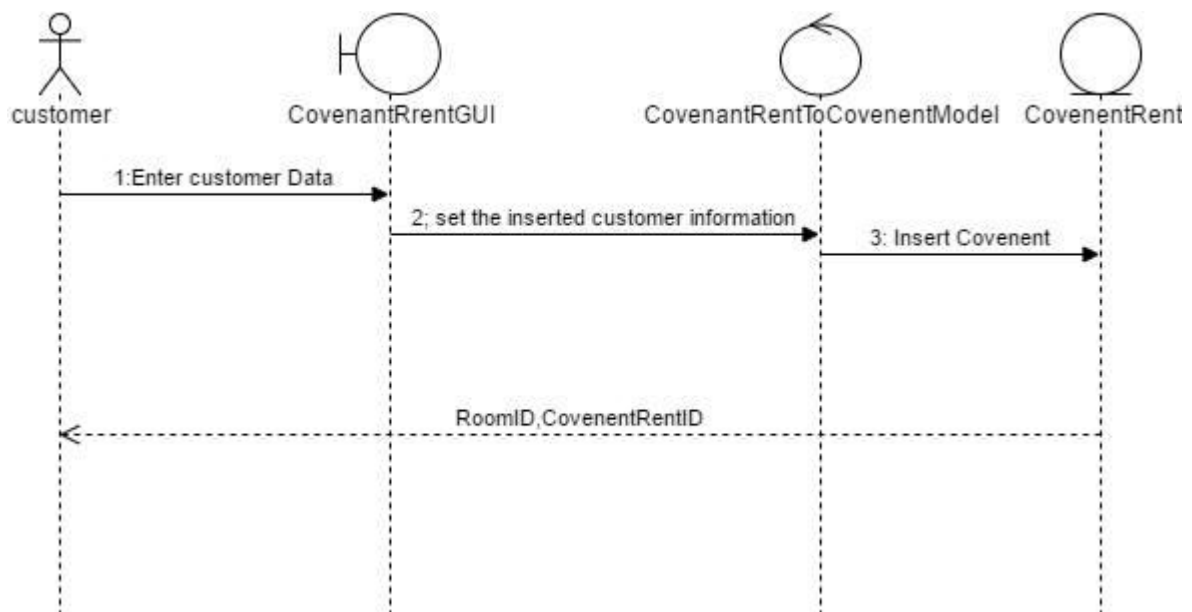 customer
CovenantRrentGUI
CovenantRentToCovenentModel
CovenentRent
1:Enter customer Data
2; set the inserted customer information
3: Insert Covenent
RoomID,CovenentRentID